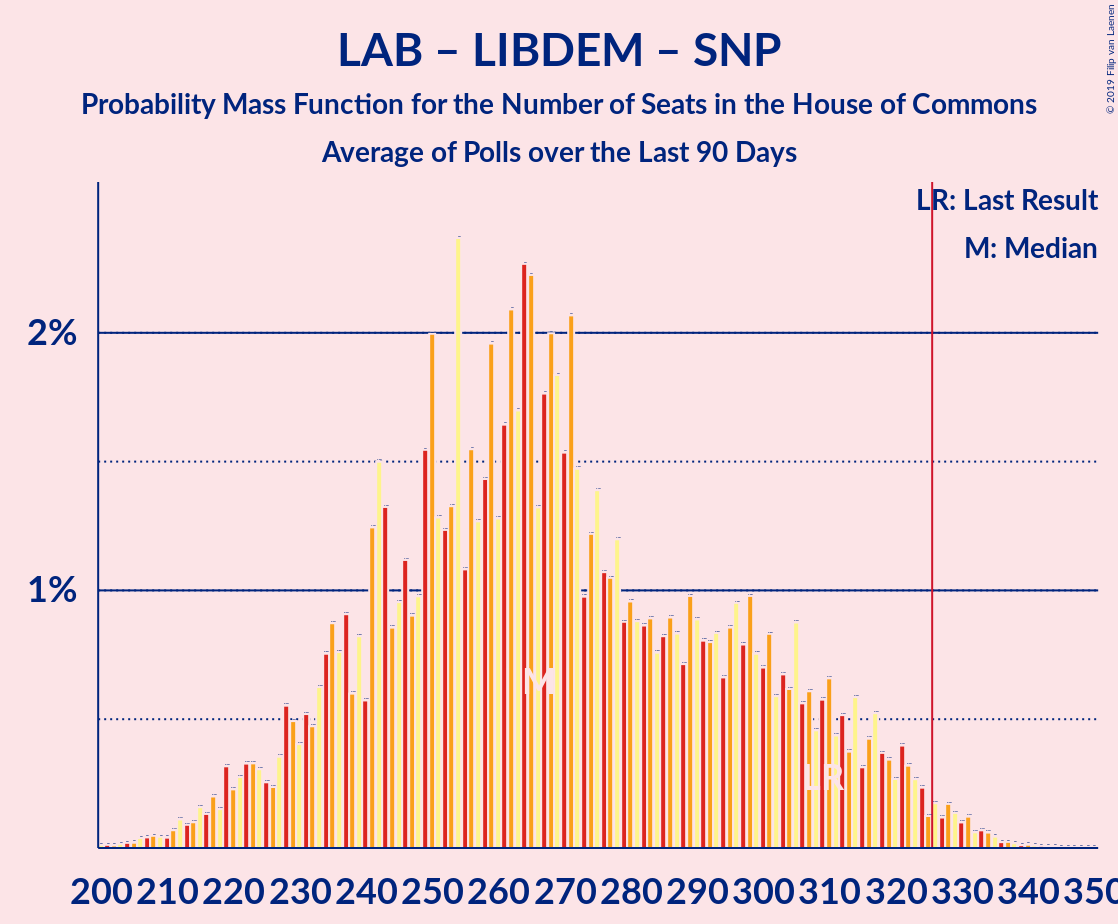 LAB – LIBDEM – SNP
Probability Mass Function for the Number of Seats in the House of Commons
Average of Polls over the Last 90 Days
© 2019 Filip van Laenen
LR: Last Result
M: Median
2%
1%
M
LR
200 210 220 230 240 250 260 270 280 290 300 310 320 330 340 350